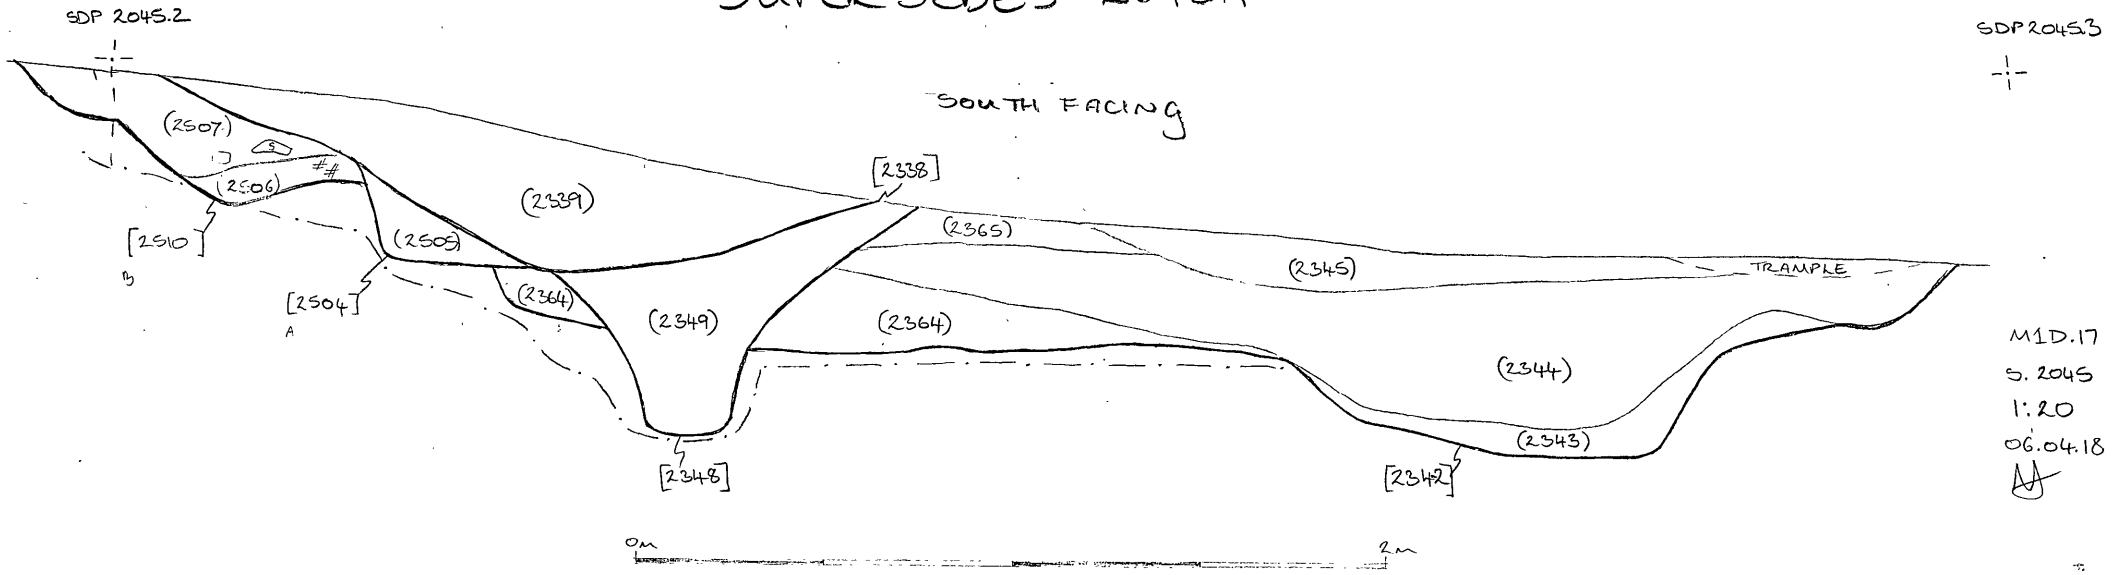 SUPERSEDES
SDP 2045.2
SDP 2045.3
SOUTH FACING
(2507)
S
(2506)
[2510]
B
(2505)
[2504]
A
(2339)
[2338]
(2364)
(2349)
[2348]
(2365)
(2345)
TRAMPLE
(2364)
(2344)
(2343)
[2342]
M1D.17
S. 2045
1:20
06.04.18
0m
2m